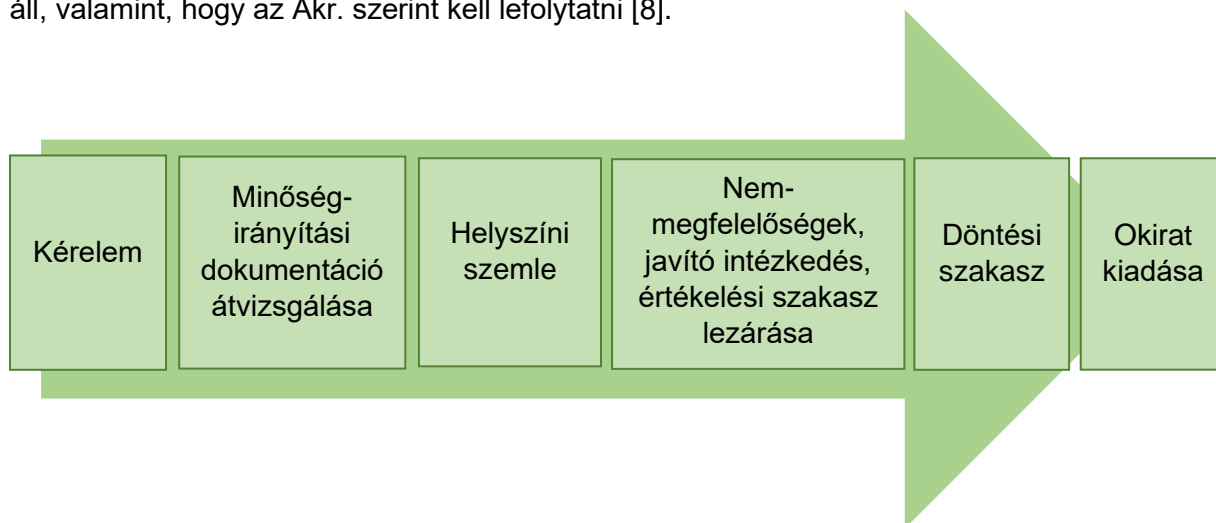 áll, valamint, hogy az Ákr. szerint kell lefolytatni [8].
Kérelem
Minőség-
irányítási
dokumentáció
átvizsgálása
Helyszíni
szemle
Nem-
megfelelőségek,
javító intézkedés,
értékelési szakasz
lezárása
Döntési
szakasz
Okirat
kiadása